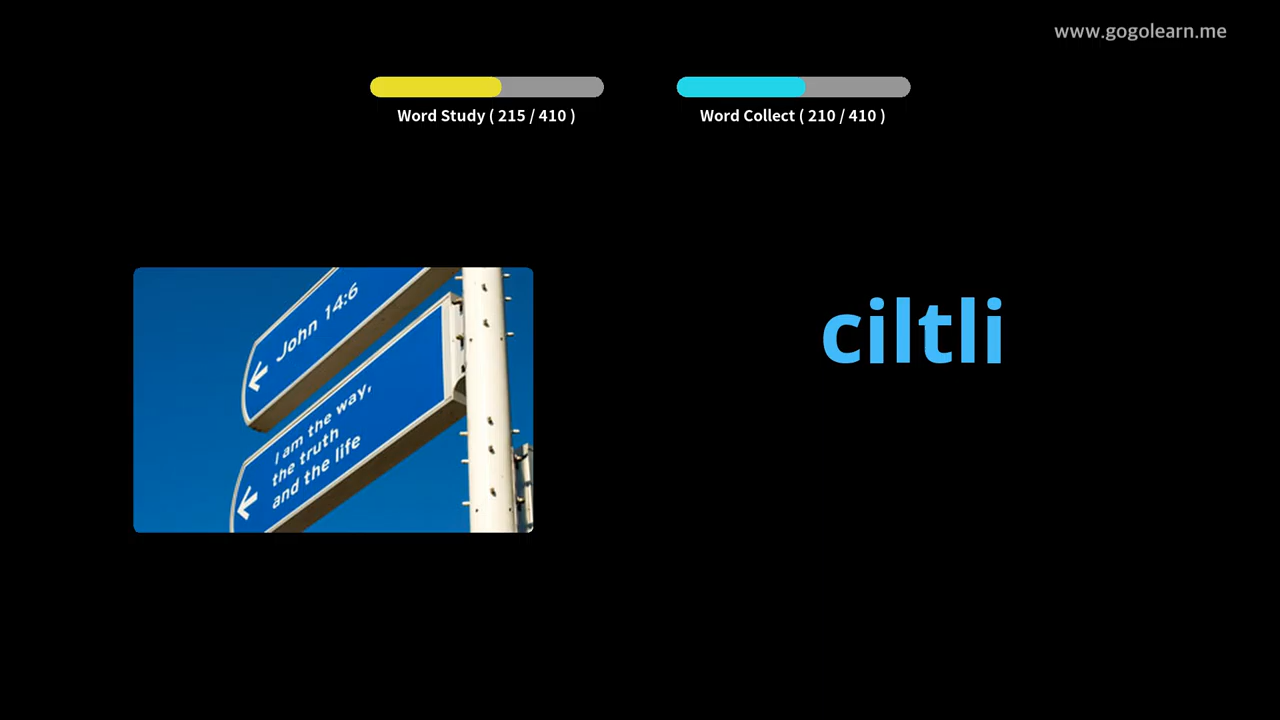 www.gogolearn.me
Word Study ( 215 / 410 )
Word Collect ( 210 / 410 )
John 14:6
I am the way,
the truth
and the life
ciltli